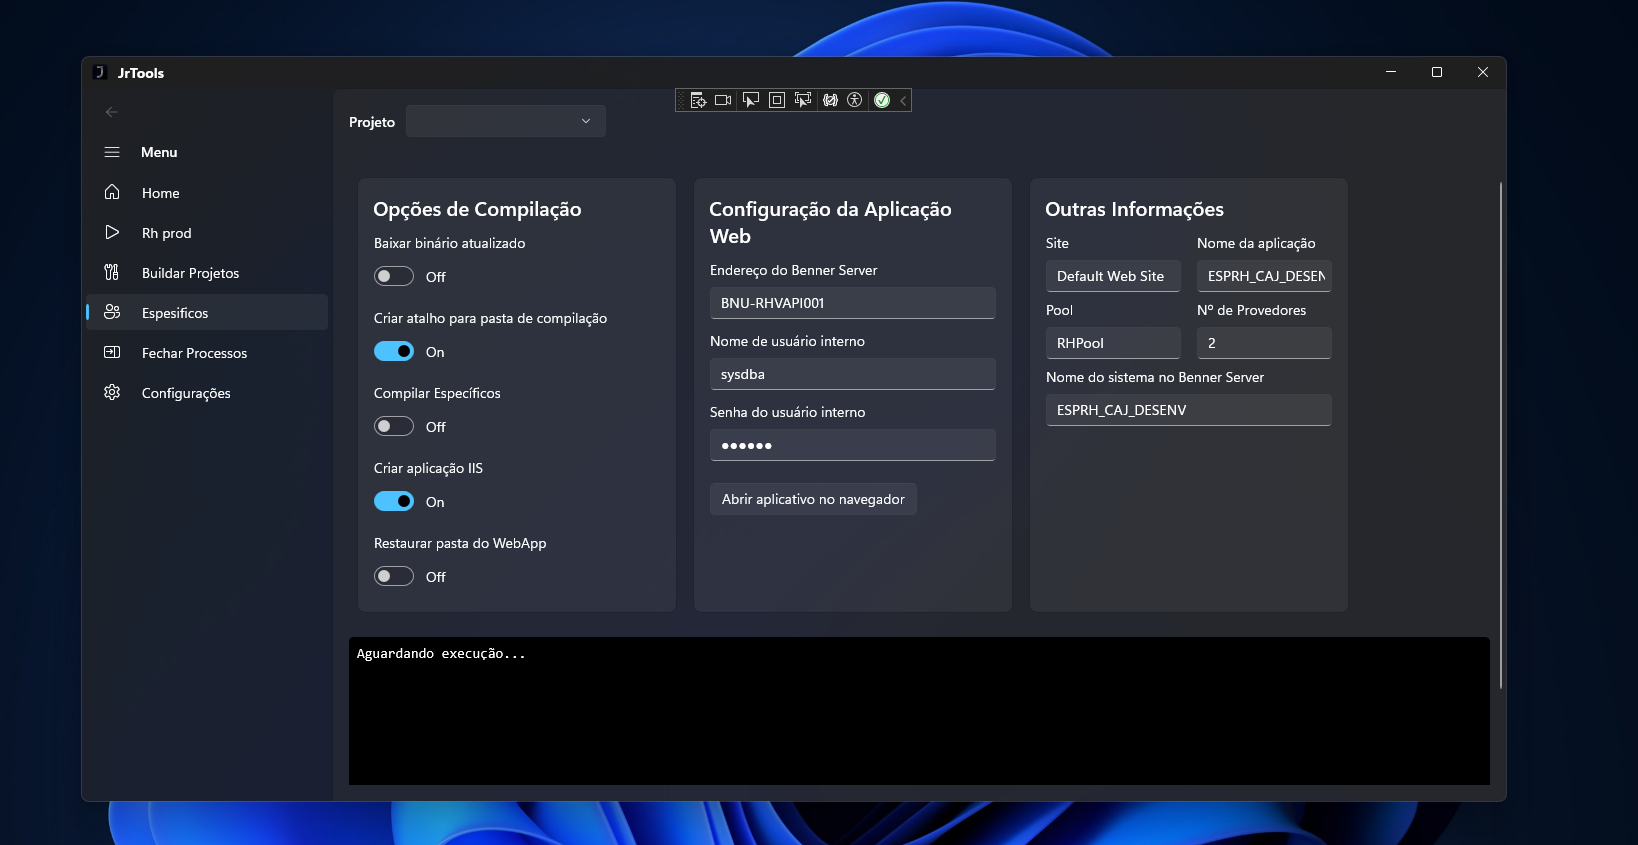 JrTools
Menu
Home
Rh prod
Buildar Projetos
Espesificos
Fechar Processos
Configurações
Projeto
Opções de Compilação
Baixar binário atualizado
Off
Criar atalho para pasta de compilação
On
Compilar Específicos
Off
Criar aplicação IIS
On
Restaurar pasta do WebApp
Off
Configuração da Aplicação
Web
Endereço do Benner Server
BNU-RHVAPI001
Nome de usuário interno
sysdba
Senha do usuário interno
●●●●●●
Abrir aplicativo no navegador
Outras Informações
Site
Nome da aplicação
Default Web Site
ESPRH_CAJ_DESEN
Pool
Nº de Provedores
RHPool
2
Nome do sistema no Benner Server
ESPRH_CAJ_DESENV
Aguardando execução...